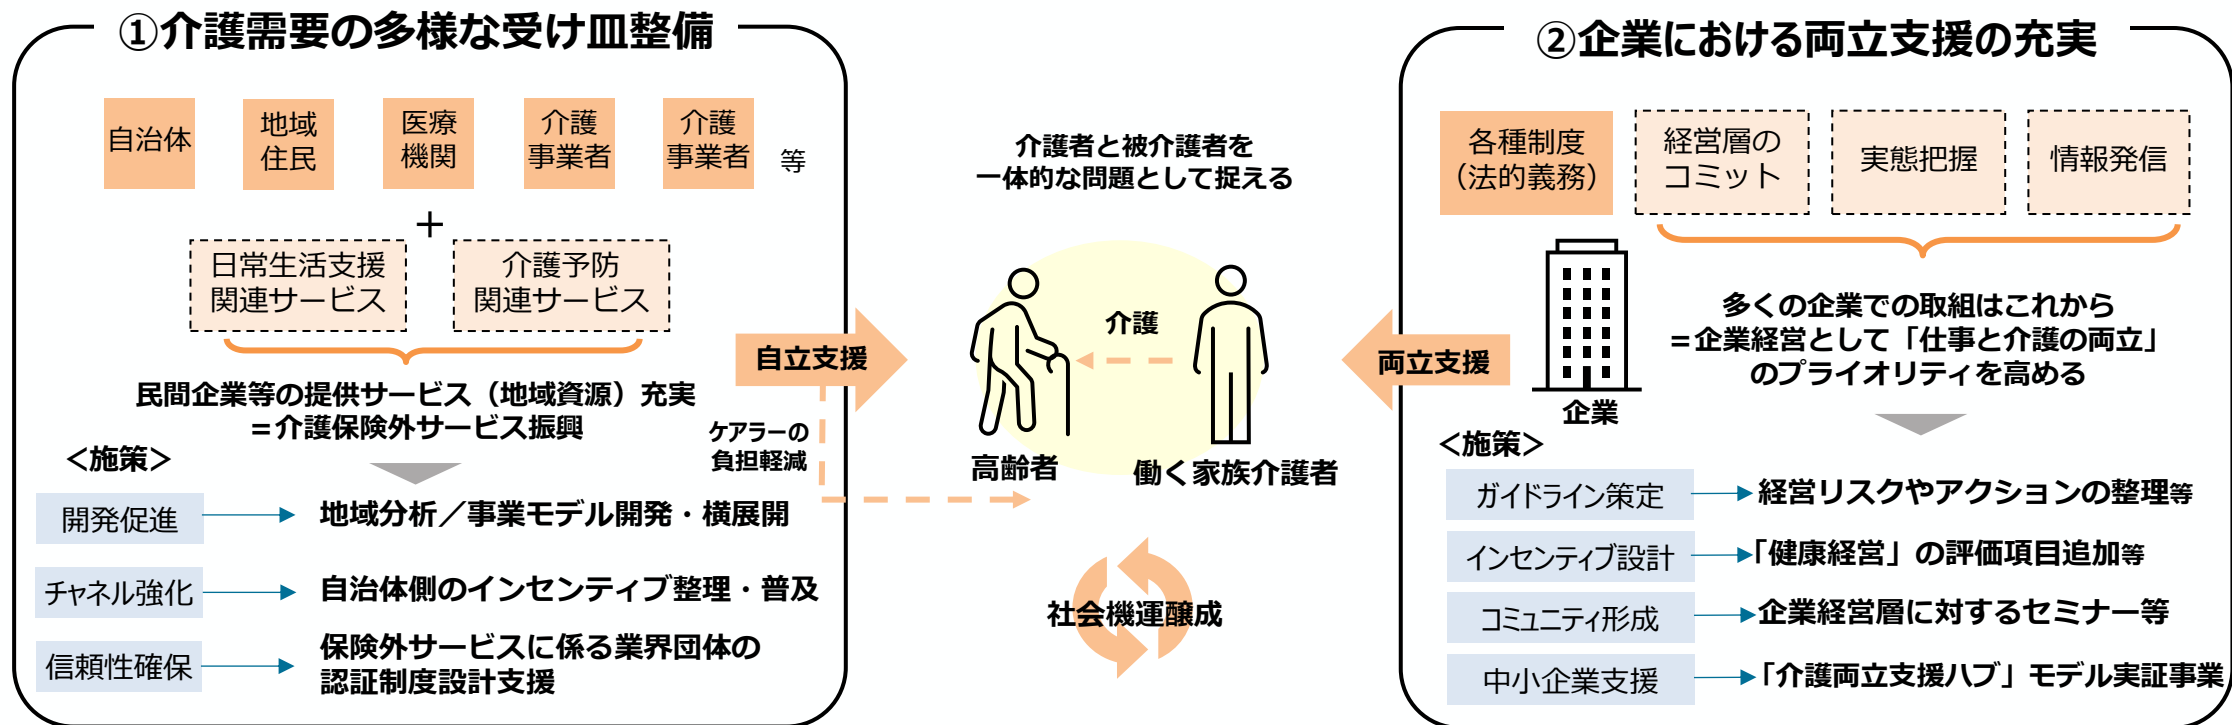 ①介護需要の多様な受け皿整備
自治体
地域
住民
医療
機関
介護
事業者
介護
事業者
等
＋
日常生活支援
関連サービス
介護予防
関連サービス
民間企業等の提供サービス（地域資源）充実
＝介護保険外サービス振興
＜施策＞
開発促進
地域分析／事業モデル開発・横展開
チャネル強化
自治体側のインセンティブ整理・普及
信頼性確保
保険外サービスに係る業界団体の
認証制度設計支援
自立支援
ケアラーの
負担軽減
介護者と被介護者を
一体的な問題として捉える
介護
高齢者
働く家族介護者
社会機運醸成
両立支援
②企業における両立支援の充実
各種制度
（法的義務）
経営層の
コミット
実態把握
情報発信
企業
多くの企業での取組はこれから
＝企業経営として「仕事と介護の両立」
のプライオリティを高める
＜施策＞
ガイドライン策定
経営リスクやアクションの整理等
インセンティブ設計
「健康経営」の評価項目追加等
コミュニティ形成
企業経営層に対するセミナー等
中小企業支援
「介護両立支援ハブ」モデル実証事業